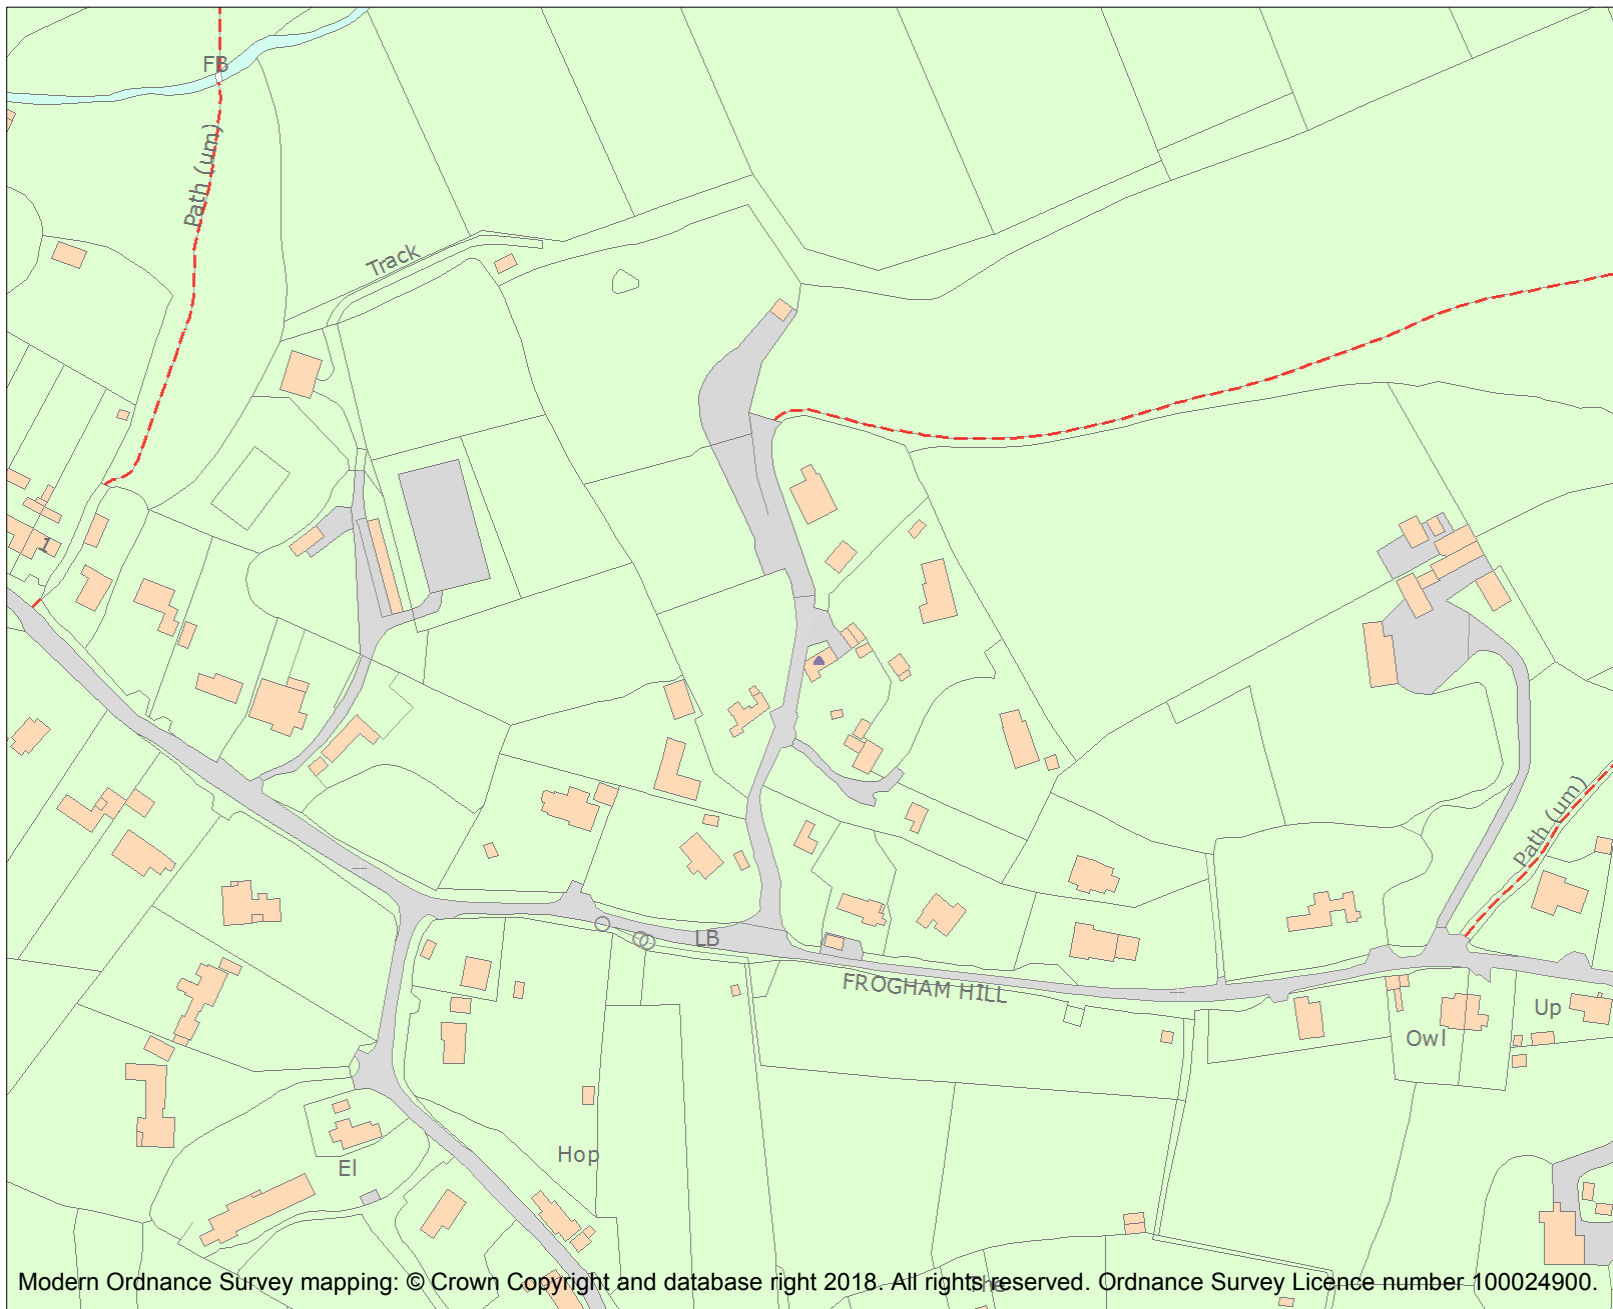 FB
Path (um)
Track
1
LB
FROGHAM HILL
Path (um)
Up
Owl
Hop
El
The
Modern Ordnance Survey mapping: © Crown Copyright and database right 2018. All rights reserved. Ordnance Survey Licence number 100024900.